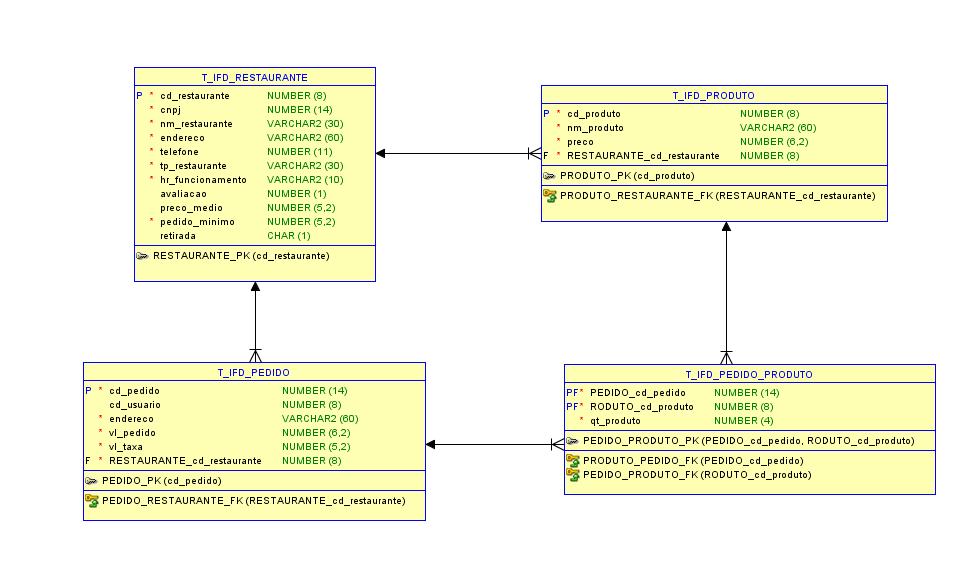 T_IFD_RESTAURANTE
P * cd_restaurante NUMBER (8)
* cnpj NUMBER (14)
* nm_restaurante VARCHAR2 (30)
* endereco VARCHAR2 (60)
* telefone NUMBER (11)
* tp_restaurante VARCHAR2 (30)
* hr_funcionamento VARCHAR2 (10)
avaliacao NUMBER (1)
preco_medio NUMBER (5,2)
* pedido_minimo NUMBER (5,2)
retirada CHAR (1)
RESTAURANTE_PK (cd_restaurante)
T_IFD_PRODUTO
P * cd_produto NUMBER (8)
* nm_produto VARCHAR2 (60)
* preco NUMBER (6,2)
F * RESTAURANTE_cd_restaurante NUMBER (8)
PRODUTO_PK (cd_produto)
PRODUTO_RESTAURANTE_FK (RESTAURANTE_cd_restaurante)
T_IFD_PEDIDO
P * cd_pedido NUMBER (14)
cd_usuario NUMBER (8)
* endereco VARCHAR2 (60)
* vl_pedido NUMBER (6,2)
* vl_taxa NUMBER (5,2)
F * RESTAURANTE_cd_restaurante NUMBER (8)
PEDIDO_PK (cd_pedido)
PEDIDO_RESTAURANTE_FK (RESTAURANTE_cd_restaurante)
T_IFD_PEDIDO_PRODUTO
PF* PEDIDO_cd_pedido NUMBER (14)
PF* RODUTO_cd_produto NUMBER (8)
* qt_produto NUMBER (4)
PEDIDO_PRODUTO_PK (PEDIDO_cd_pedido, RODUTO_cd_produto)
PRODUTO_PEDIDO_FK (PEDIDO_cd_pedido)
PEDIDO_PRODUTO_FK (RODUTO_cd_produto)